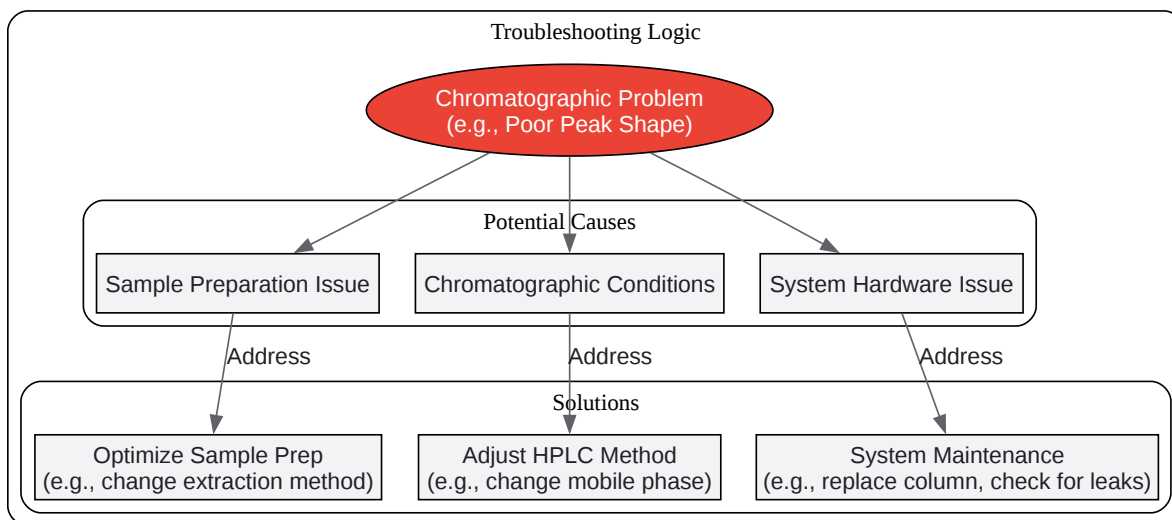 Troubleshooting Logic
Chromatographic Problem
(e.g., Poor Peak Shape)
Potential Causes
Sample Preparation Issue
Chromatographic Conditions
System Hardware Issue
Address
Address
Address
Solutions
Optimize Sample Prep
(e.g., change extraction method)
Adjust HPLC Method
(e.g., change mobile phase)
System Maintenance
(e.g., replace column, check for leaks)